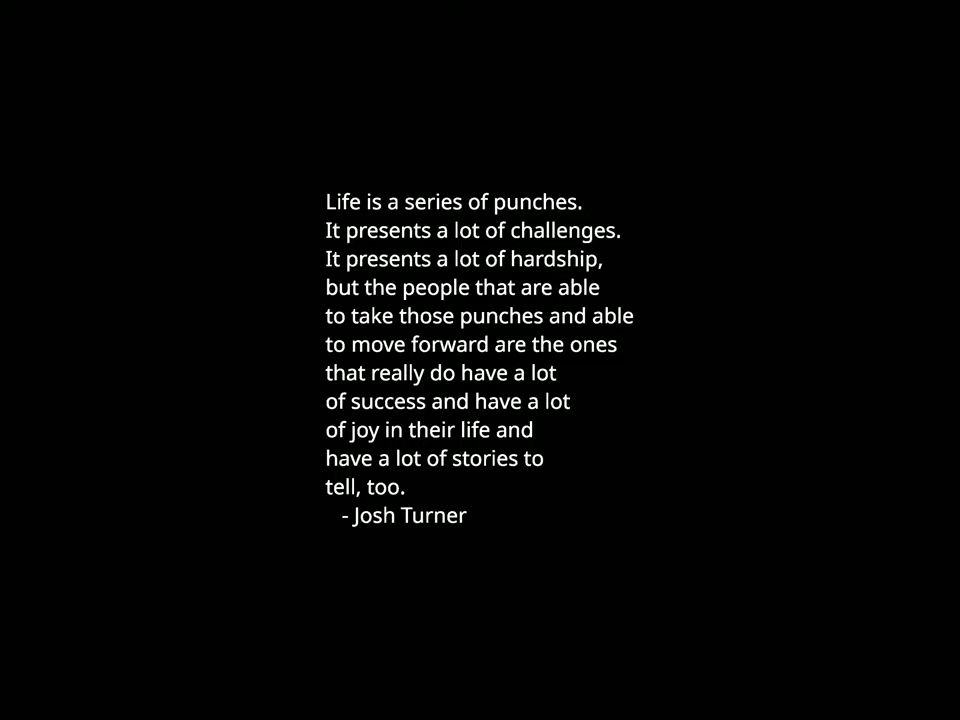 Life is a series of punches.
It presents a lot of challenges.
It presents a lot of hardship,
but the people that are able
to take those punches and able
to move forward are the ones
that really do have a lot
of success and have a lot
of joy in their life and
have a lot of stories to
tell, too.
- Josh Turner